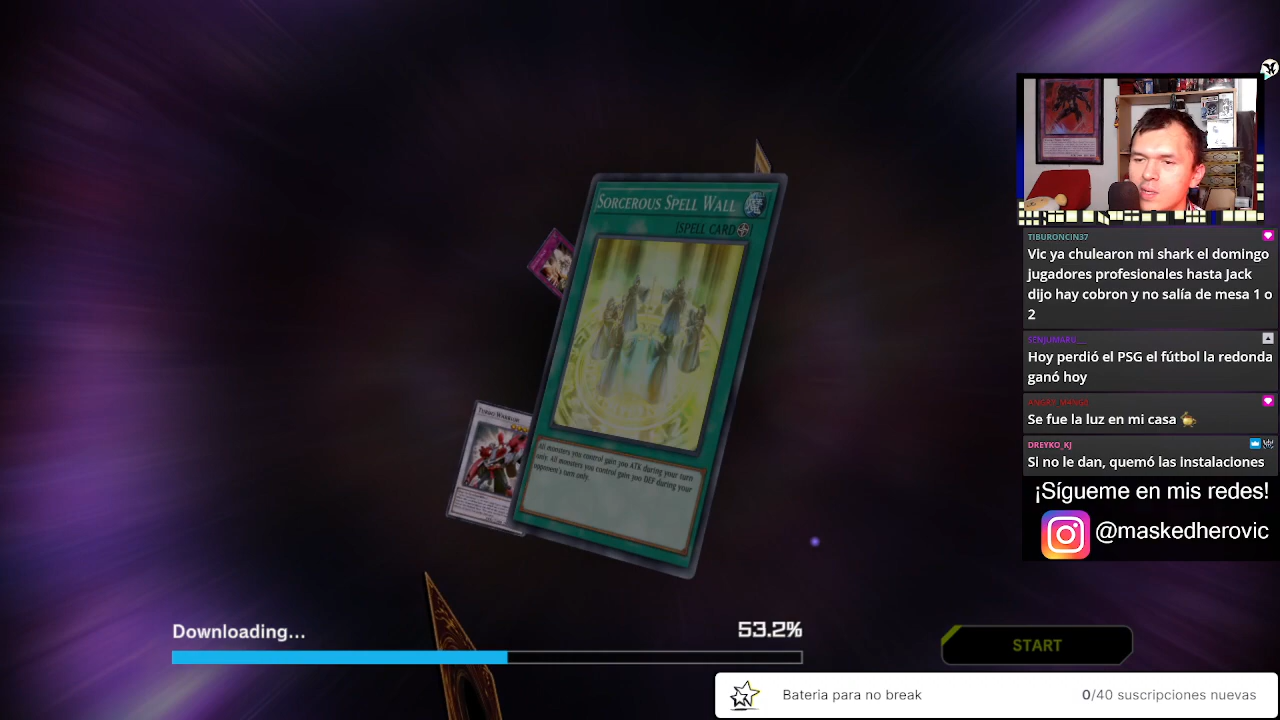 SORCEROUS SPELL WALL
[SPELL CARD
All monsters you control gain 300 ATK during your turn
only. All monsters you control gain 300 DEF during your
opponent's turn only.
TURBO WARRIOR
Downloading...
53.2%
START
TIBURONCIN37
Vic ya chulearon mi shark el domingo
jugadores profesionales hasta Jack
dijo hay cobron y no salía de mesa 1 o
2
SENJUMARU__
Hoy perdió el PSG el fútbol la redonda
ganó hoy
Se fue la luz en mi casa
DREYKO_KJ
Si no le dan, quemó las Instalaciones
¡Sígueme en mis redes!
@maskedherovic
Bateria para no break
0/40 suscripciones nuevas